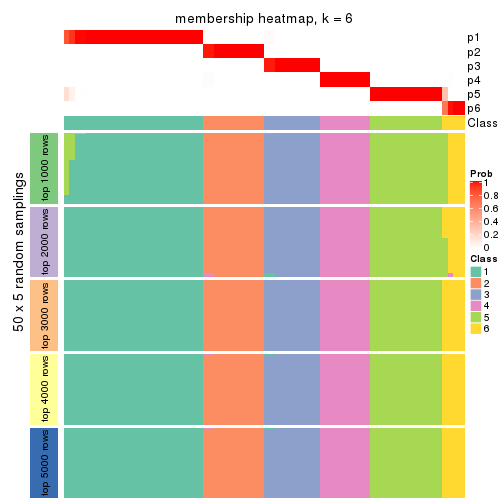 membership heatmap, k = 6
p1
p2
p3
p4
p5
p6
Class
50 x 5 random samplings
top 1000 rows
top 2000 rows
top 3000 rows
top 4000 rows
top 5000 rows
Prob
1
0.8
0.6
0.4
0.2
0
Class
1
2
3
4
5
6